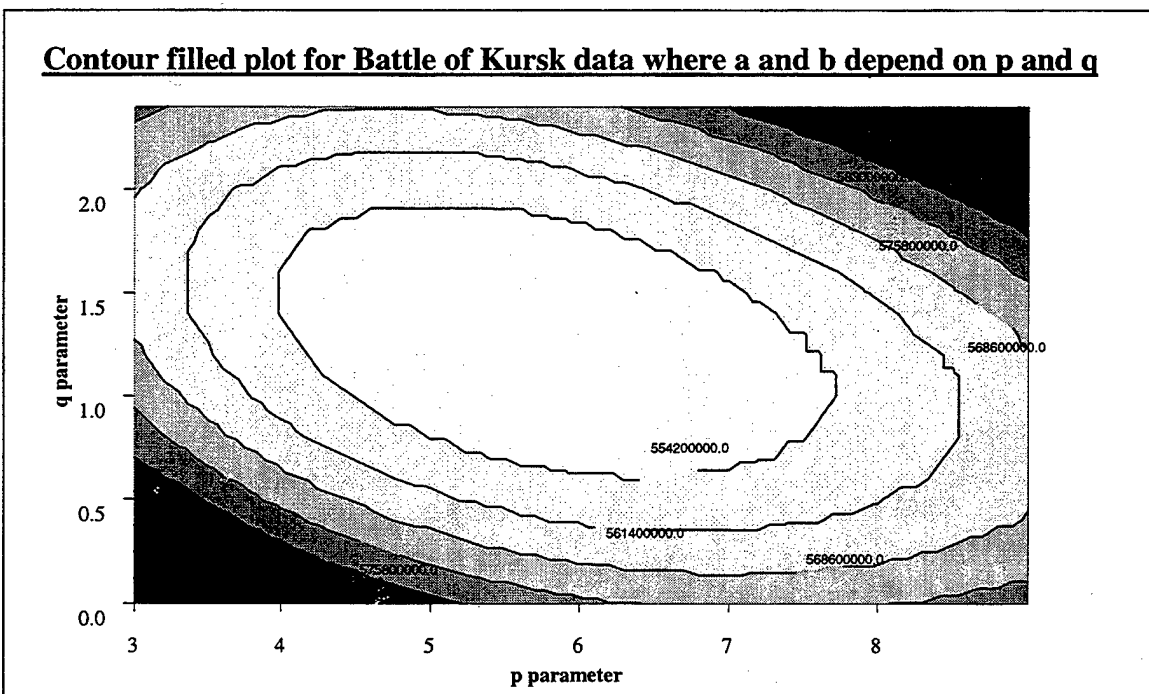 Contour filled plot for Battle of Kursk data where a and b depend on p and q
2.0
575800000.0
1.5
568600000.0
q parameter
1.0
554200000.0
0.5
561400000.0
568600000.0
0.0
3 4 5 6 7 8
p parameter